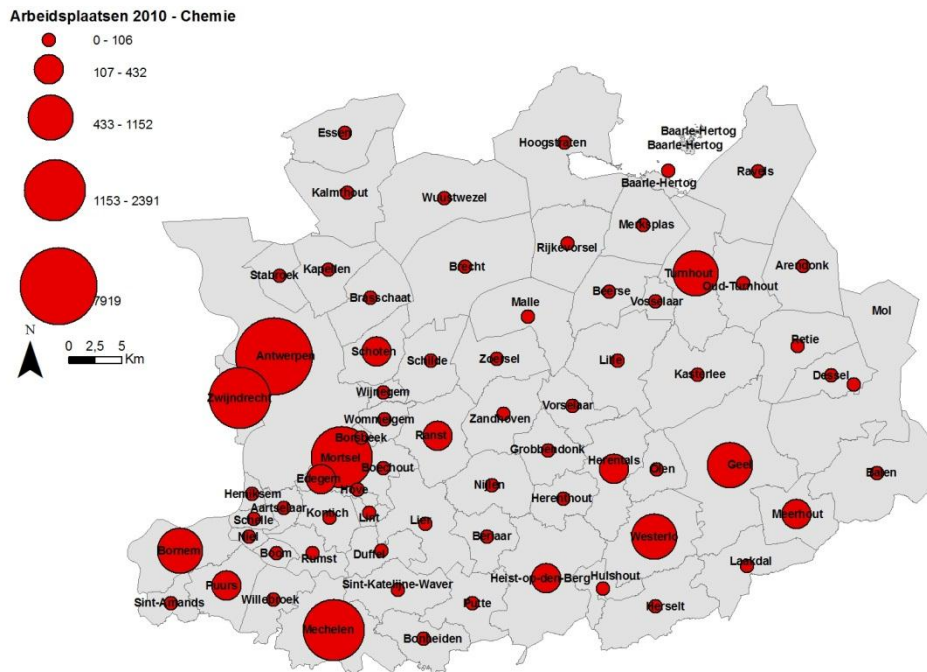 Arbeidsplaatsen 2010 - Chemie
0 - 106
107 - 432
433 - 1152
1153 - 2391
7919
N
0 2,5 5
Km
Essen
Hoogstraten
Baarle-Hertog
Baarle-Hertog
Baarle-Hertog
Ravels
Kalmthout
Wuustwezel
Merksplas
Rijkevorsel
Stabroek
Kapellen
Brecht
Turnhout
Oud-Turnhout
Arendonk
Brasschaat
Malle
Beerse
Vosselaar
Mol
Antwerpen
Schoten
Schilde
Zoersel
Lille
Kasterlee
Retie
Dessel
Zwijndrecht
Wijnegem
Wommelgem
Borsbeek
Ranst
Zandhoven
Vorselaar
Mortsel
Boechout
Grobbendonk
Herentals
Olen
Geel
Balen
Edegem
Hove
Nijlen
Herenthout
Hemiksem
Aartselaar
Schelle
Kontich
Lint
Lier
Meerhout
Niel
Berlaar
Westerlo
Bornem
Boom
Rumst
Duffel
Laakdal
Puurs
Sint-Katelijne-Waver
Heist-op-den-Berg
Hulshout
Sint-Amands
Willebroek
Putte
Herselt
Mechelen
Bonheiden